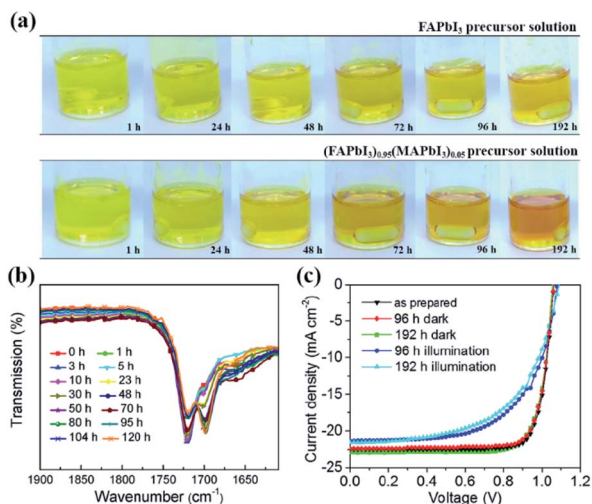 (a)
FAPbI₃ precursor solution
1 h 24 h 48 h 72 h 96 h 192 h
(FAPbI₃)₀.₉₅(MAPbI₃)₀.₀₅ precursor solution
1 h 24 h 48 h 72 h 96 h 192 h
(b)
Transmission (%)
0 h 1 h
3 h 5 h
10 h 23 h
30 h 48 h
50 h 70 h
80 h 95 h
104 h 120 h
1900 1850 1800 1750 1700 1650
Wavenumber (cm⁻¹)
(c)
Current density (mA cm⁻²)
0
-5
-10
-15
-20
-25
as prepared
96 h dark
192 h dark
96 h illumination
192 h illumination
0.0 0.2 0.4 0.6 0.8 1.0 1.2
Voltage (V)